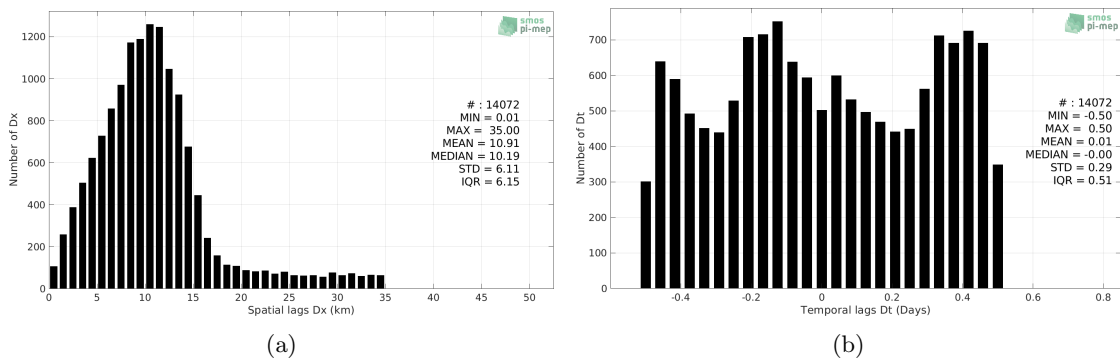 smos
pi-mep
1200
1000
800
600
400
200
0
Number of Dx
# : 14072
MIN = 0.01
MAX = 35.00
MEAN = 10.91
MEDIAN = 10.19
STD = 6.11
IQR = 6.15
0 5 10 15 20 25 30 35 40 45 50
Spatial lags Dx (km)
(a)
smos
pi-mep
700
600
500
400
300
200
100
0
Number of Dt
# : 14072
MIN = -0.50
MAX = 0.50
MEAN = 0.01
MEDIAN = -0.00
STD = 0.29
IQR = 0.51
-0.4 -0.2 0 0.2 0.4 0.6 0.8
Temporal lags Dt (Days)
(b)